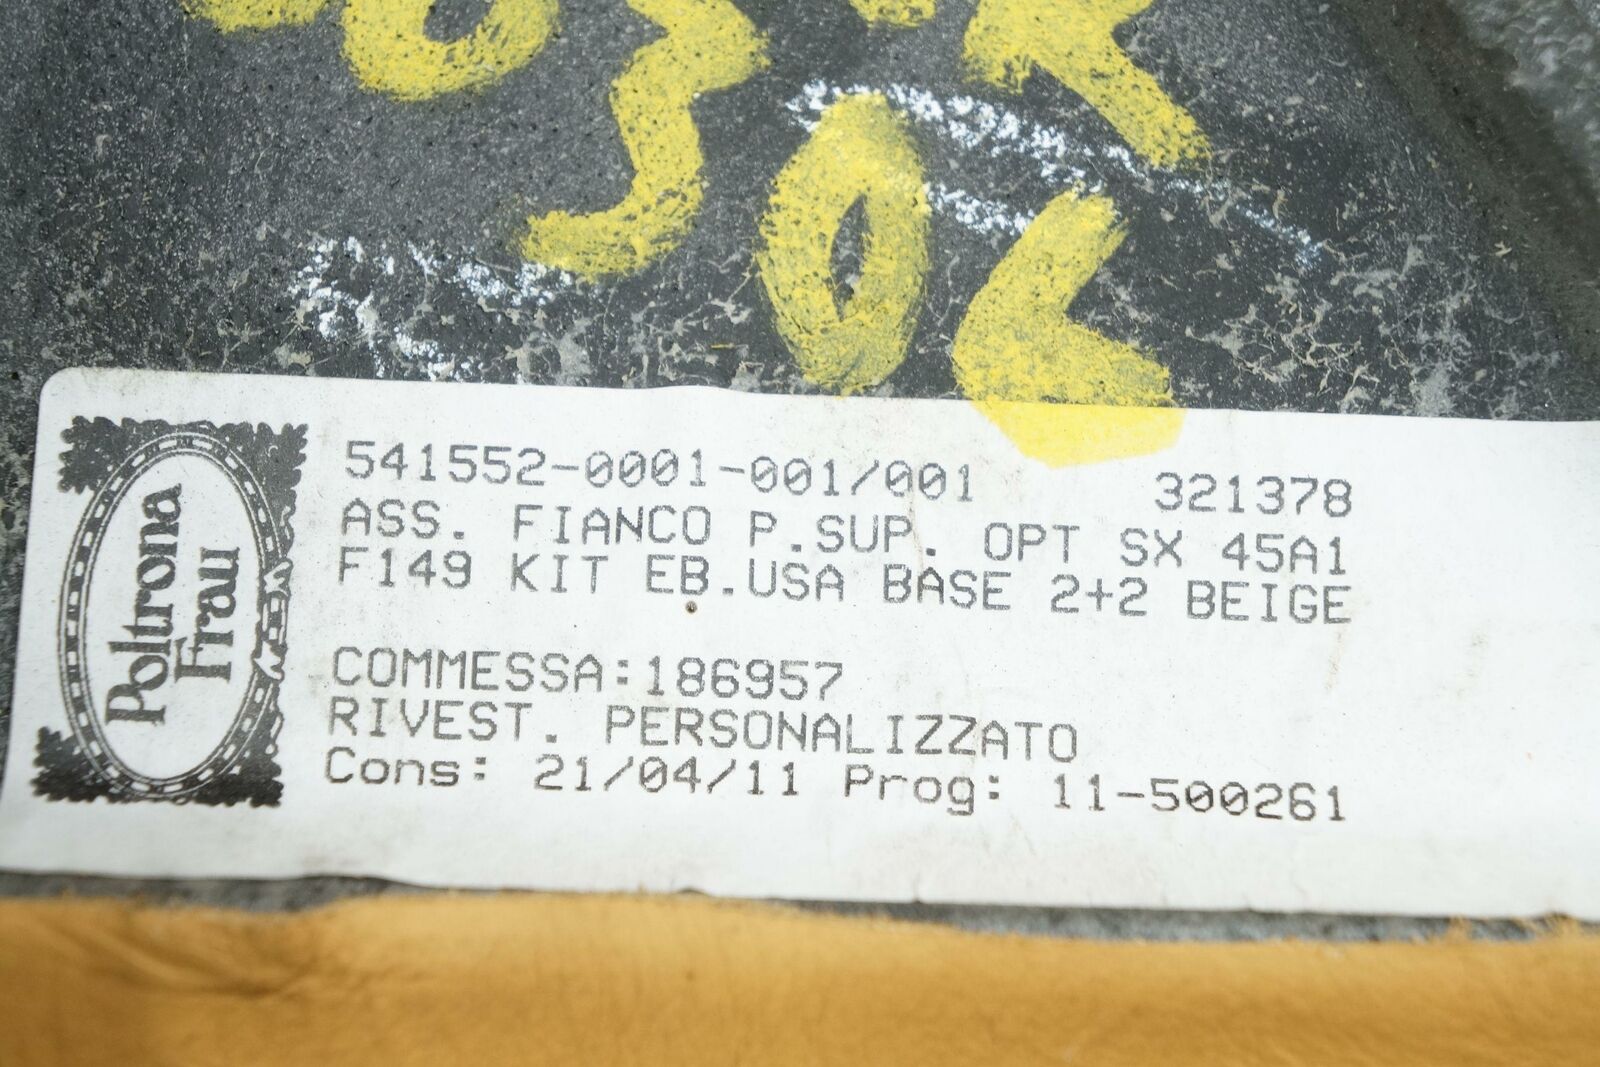 541552-0001-001/001 321378
ASS. FIANCO P.SUP. OPT SX 45A1
F149 KIT EB.USA BASE 2+2 BEIGE
COMMESSA:186957
RIVEST. PERSONALIZZATO
Cons: 21/04/11 Prog: 11-500261
Poltrona
Frau